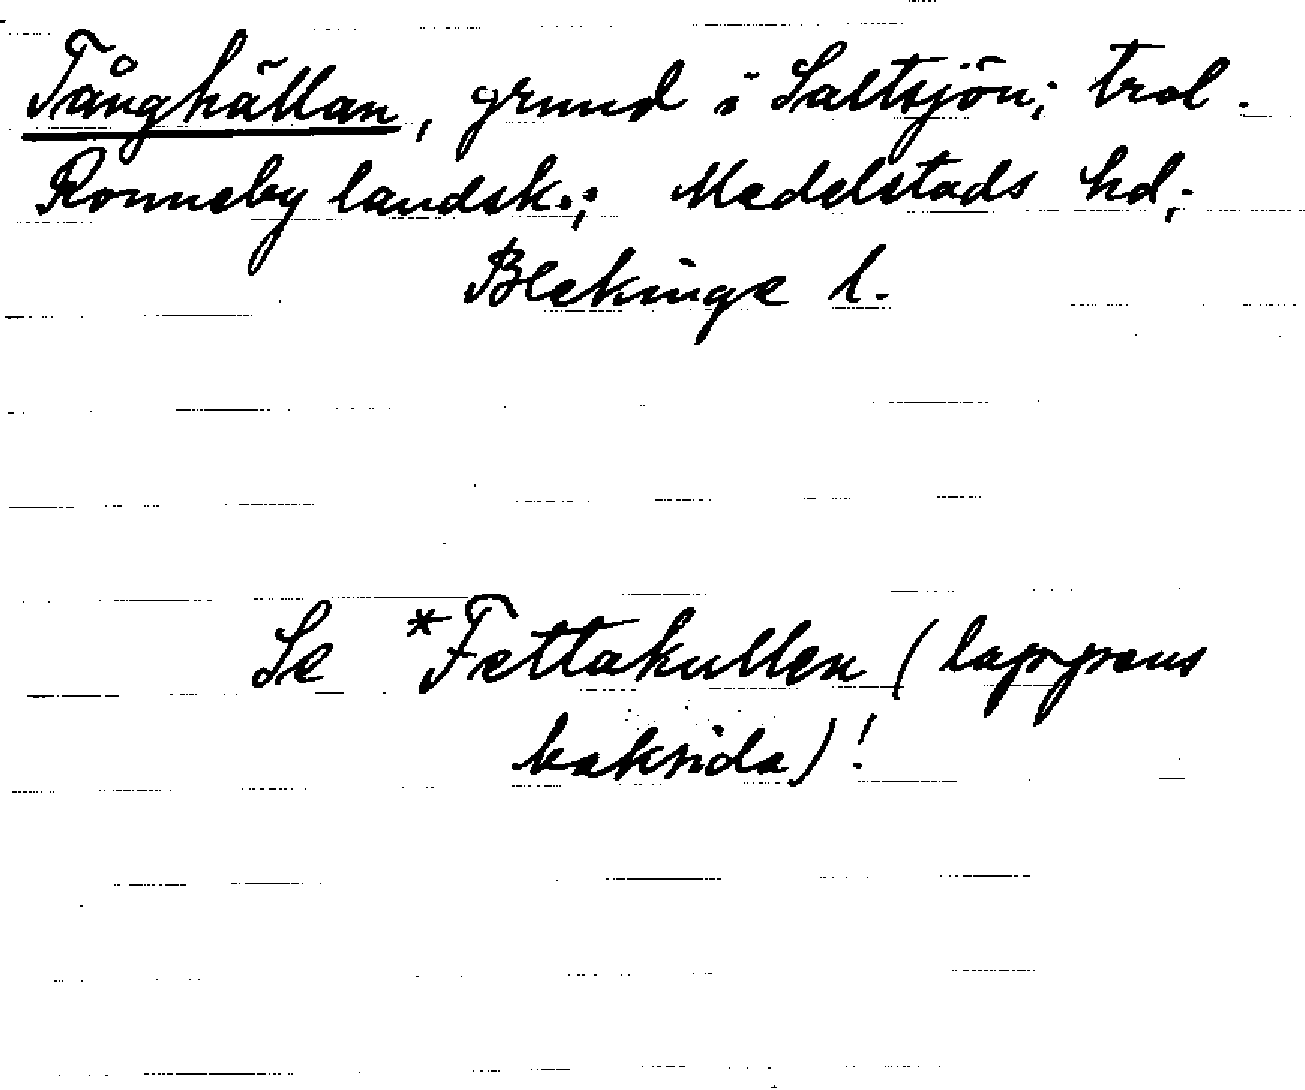 Tånghällan, grund i Saltsjön; trol.
Ronneby landsk.; Medelstads hd;
Blekinge l.
Se *Fettakullen (lappens
baksida)!